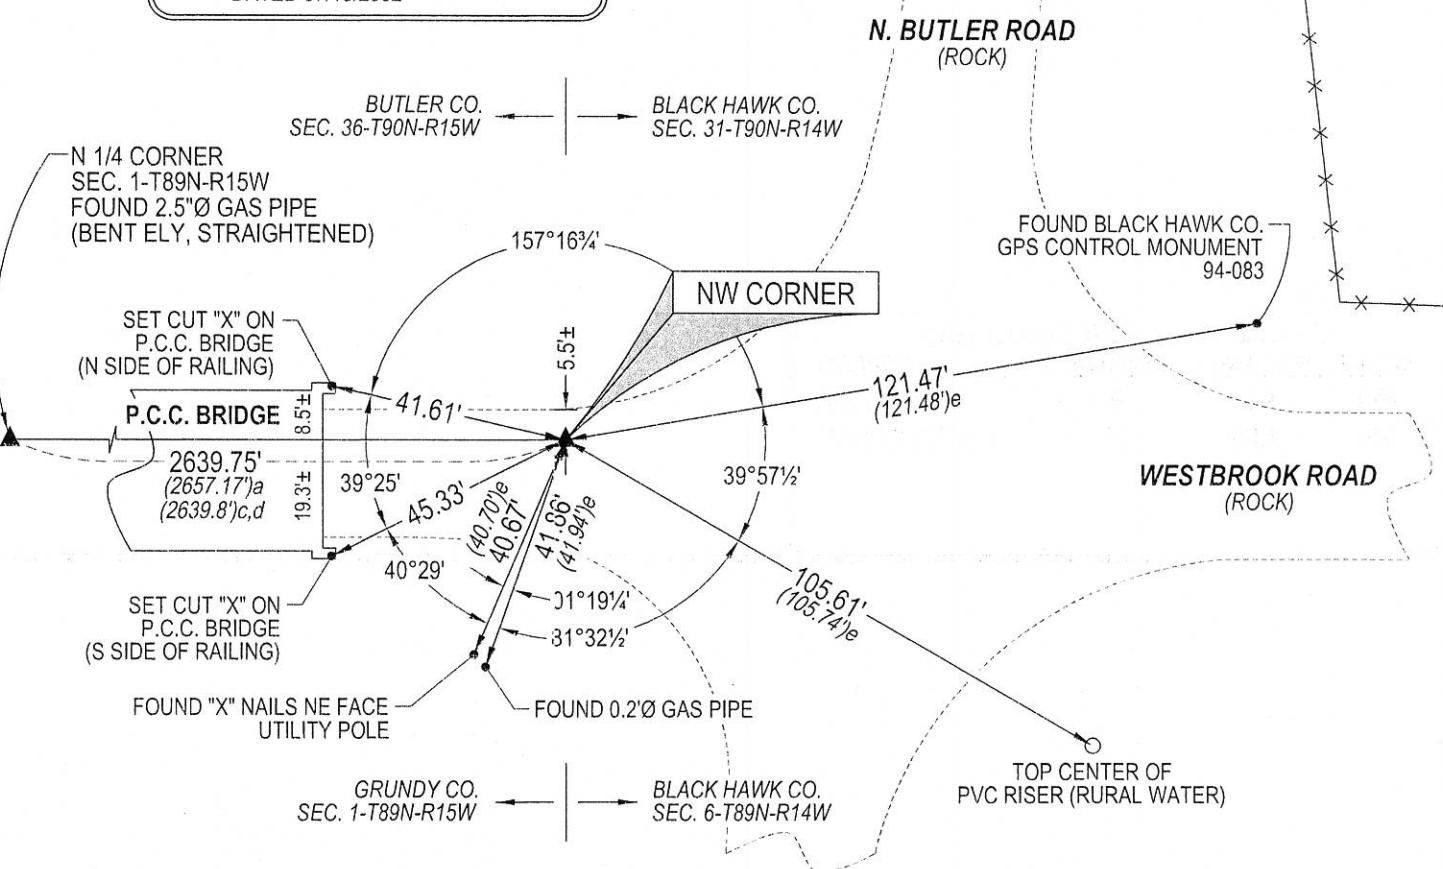 N. BUTLER ROAD
(ROCK)
BUTLER CO.
SEC. 36-T90N-R15W
BLACK HAWK CO.
SEC. 31-T90N-R14W
N 1/4 CORNER
SEC. 1-T89N-R15W
FOUND 2.5"Ø GAS PIPE
(BENT ELY, STRAIGHTENED)
157°16¾'
FOUND BLACK HAWK CO.
GPS CONTROL MONUMENT
94-083
NW CORNER
SET CUT "X" ON
P.C.C. BRIDGE
(N SIDE OF RAILING)
5.5'±
121.47'
(121.48')e
41.61'
P.C.C. BRIDGE
8.5'±
2639.75'
(2657.17')a
(2639.8')c,d
19.3'±
39°25'
45.33'
39°57½'
WESTBROOK ROAD
(ROCK)
(40.70')e
40.67'
41.86'
(41.94')e
40°29'
01°19¼'
81°32½'
105.61'
(105.74')e
SET CUT "X" ON
P.C.C. BRIDGE
(S SIDE OF RAILING)
FOUND "X" NAILS NE FACE
UTILITY POLE
FOUND 0.2'Ø GAS PIPE
TOP CENTER OF
PVC RISER (RURAL WATER)
GRUNDY CO.
SEC. 1-T89N-R15W
BLACK HAWK CO.
SEC. 6-T89N-R14W